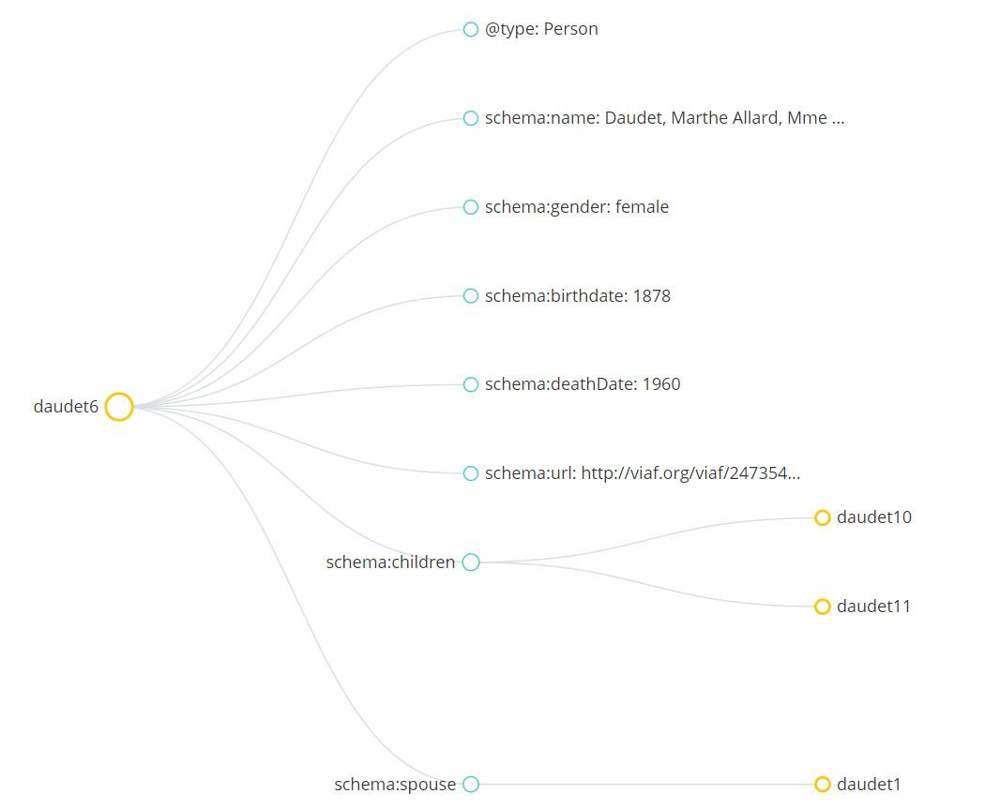 @type: Person
schema:name: Daudet, Marthe Allard, Mme ...
schema:gender: female
schema:birthdate: 1878
schema:deathDate: 1960
daudet6
schema:url: http://viaf.org/viaf/247354...
daudet10
schema:children
daudet11
schema:spouse
daudet1